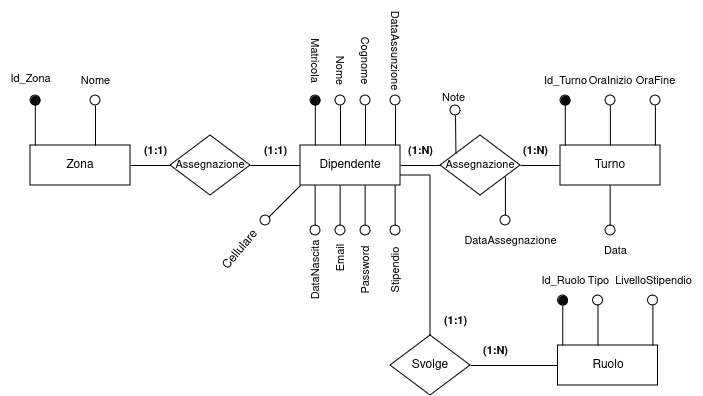 Id_Zona
Nome
Matricola
Nome
Cognome
DataAssunzione
Note
Id_Turno
OraInizio
OraFine
Zona
(1:1)
Assegnazione
(1:1)
Dipendente
(1:N)
Assegnazione
(1:N)
Turno
Cellulare
DataNascita
Email
Password
Stipendio
DataAssegnazione
Data
Id_Ruolo
Tipo
LivelloStipendio
(1:1)
Svolge
(1:N)
Ruolo